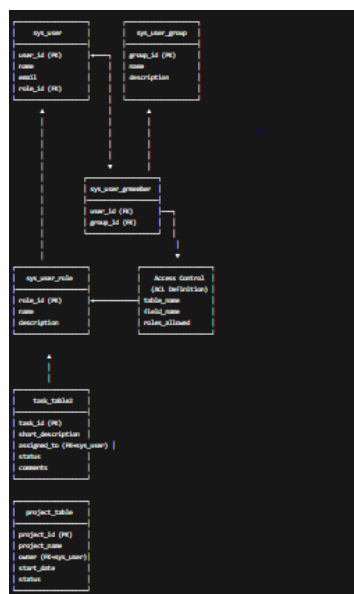 sys_user
user_id (PK)
name
email
role_id (FK)
sys_user_group
group_id (PK)
name
description
sys_user_grmember
user_id (FK)
group_id (FK)
sys_user_role
role_id (PK)
name
description
Access Control
(ACL Definition)
table_name
field_name
roles_allowed
task_table2
task_id (PK)
short_description
assigned_to (FK→sys_user)
status
comments
project_table
project_id (PK)
project_name
owner (FK→sys_user)
start_date
status